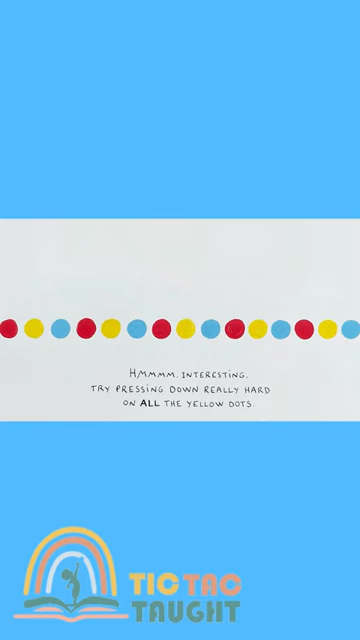 HMMMM. INTERESTING.
TRY PRESSING DOWN REALLY HARD
ON ALL THE YELLOW DOTS.
TIC TAC
TAUGHT